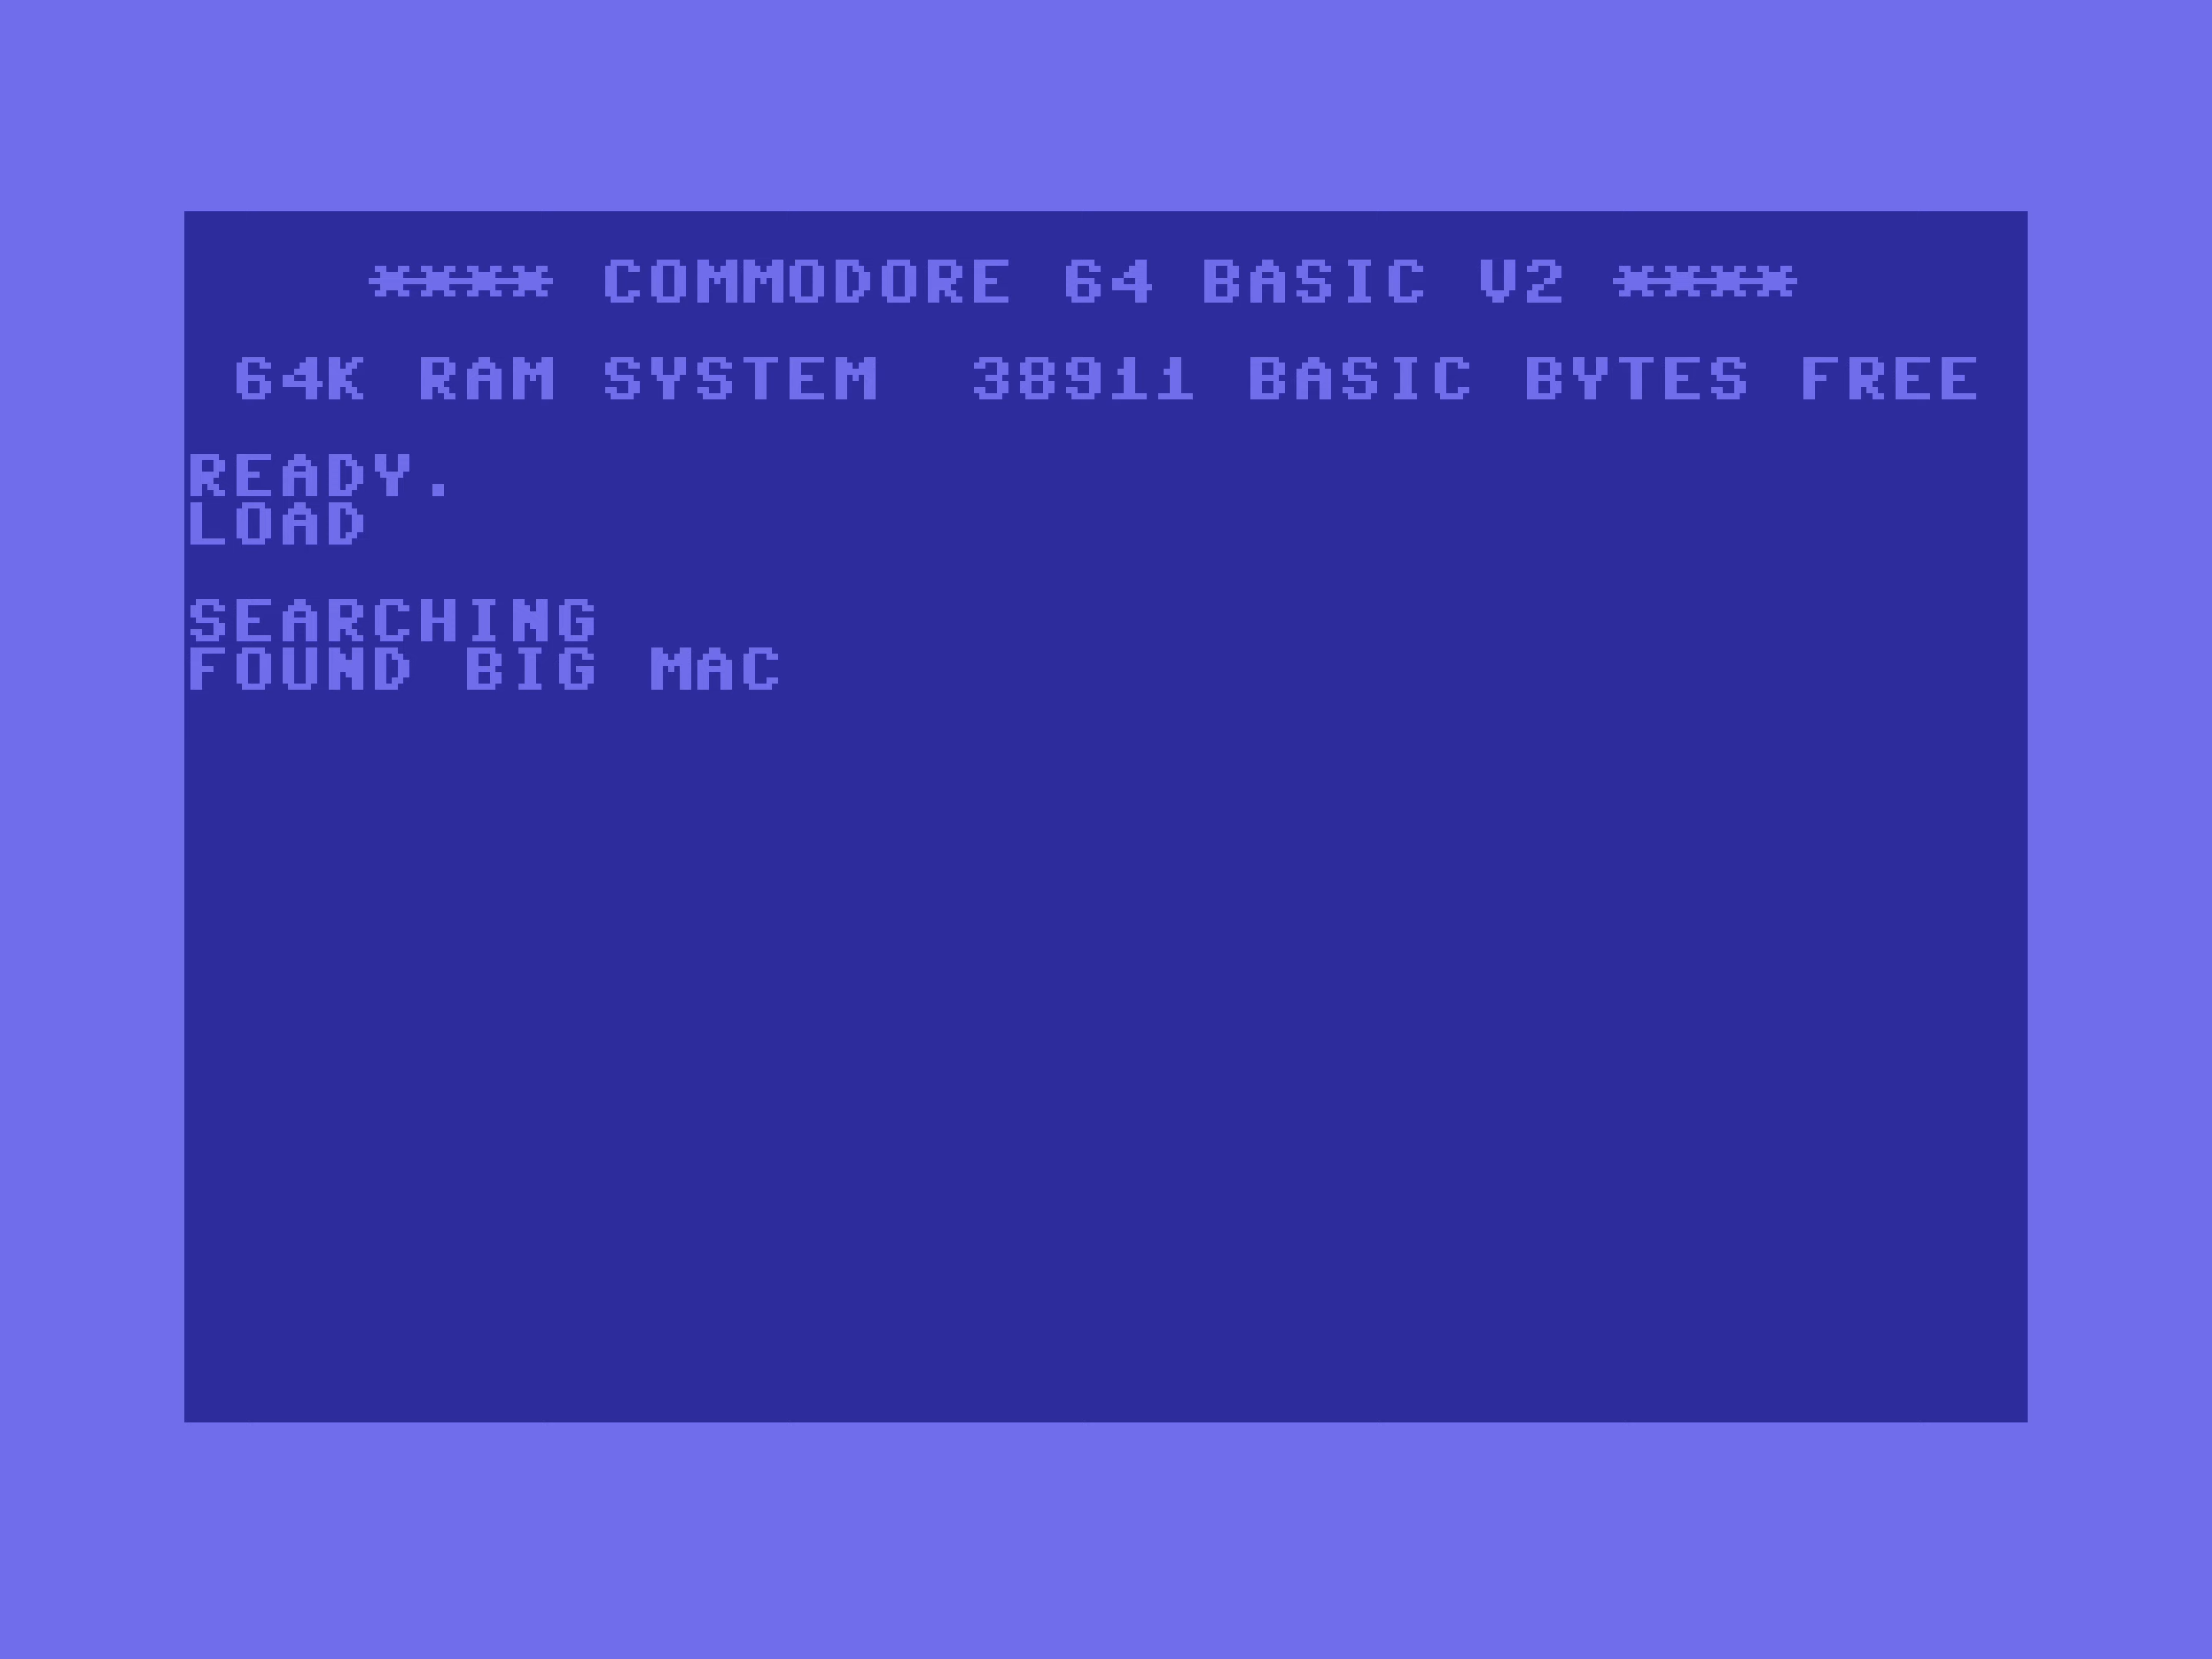 **** COMMODORE 64 BASIC V2 ****
64K RAM SYSTEM  38911 BASIC BYTES FREE
READY.
LOAD
SEARCHING
FOUND BIG MAC